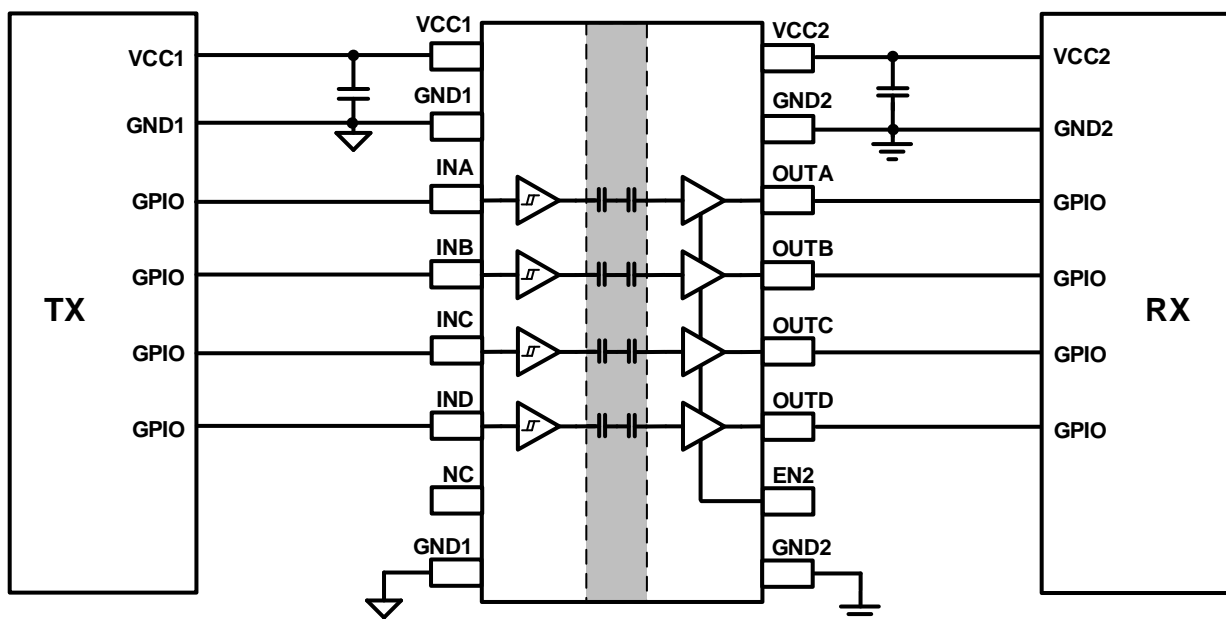 VCC1
VCC2
VCC1
VCC2
GND1
GND2
GND1
GND2
INA
OUTA
GPIO
GPIO
INB
OUTB
GPIO
GPIO
TX
RX
INC
OUTC
GPIO
GPIO
IND
OUTD
GPIO
GPIO
NC
EN2
GND1
GND2